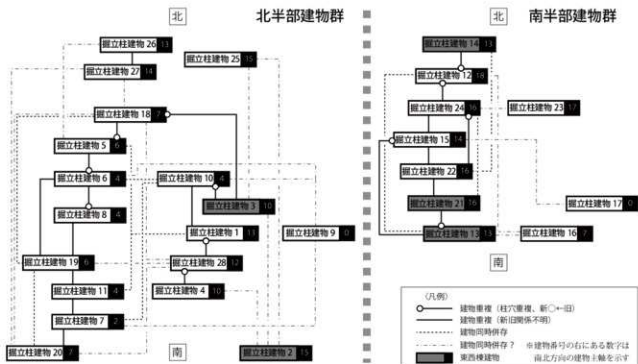 北 北半部建物群
掘立柱建物 26 13
掘立柱建物 27 14
掘立柱建物 25 15
掘立柱建物 18 7
掘立柱建物 5 6
掘立柱建物 6 4
掘立柱建物 10 4
掘立柱建物 3 10
掘立柱建物 8 4
掘立柱建物 1 13
掘立柱建物 9 0
掘立柱建物 19 6
掘立柱建物 28 12
掘立柱建物 11 4
掘立柱建物 4 10
掘立柱建物 7 2
掘立柱建物 20 7
南
掘立柱建物 2 15
北 南半部建物群
掘立柱建物 14 13
掘立柱建物 12 18
掘立柱建物 24 16
掘立柱建物 23 17
掘立柱建物 15 14
掘立柱建物 22 16
掘立柱建物 21 16
掘立柱建物 17 0
掘立柱建物 13 15
掘立柱建物 16 7
南
〈凡例〉
建物重複（柱穴重複、新○←旧）
建物重複（新旧関係不明）
建物同時併存
建物同時併存？ ※建物番号の右にある数字は
東西棟建物 南北方向の建物主軸を示す